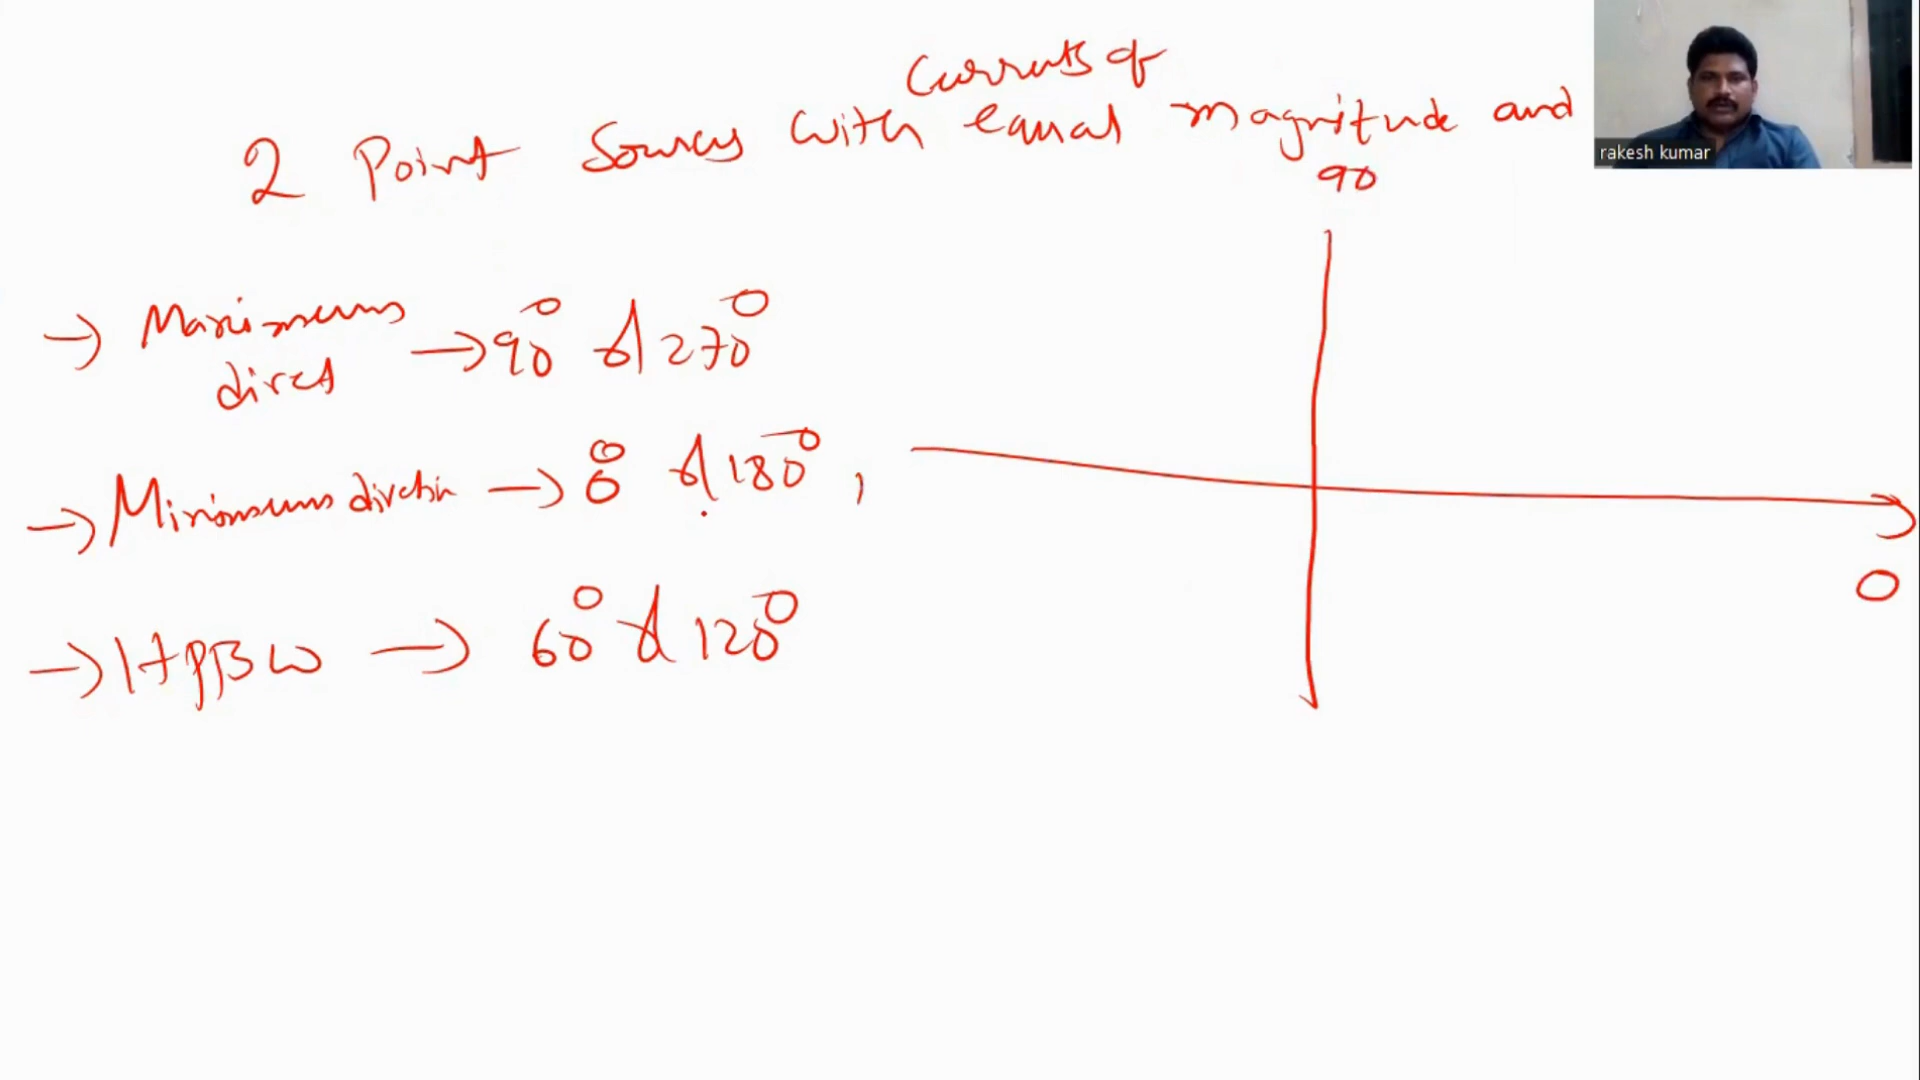 Currents of
2 Point Sources with equal magnitude and
rakesh kumar
90
→ Maximum → 90° & 270°
direct
→ Minimum direction → 0° & 180°,
0
→ HPBW → 60° & 120°